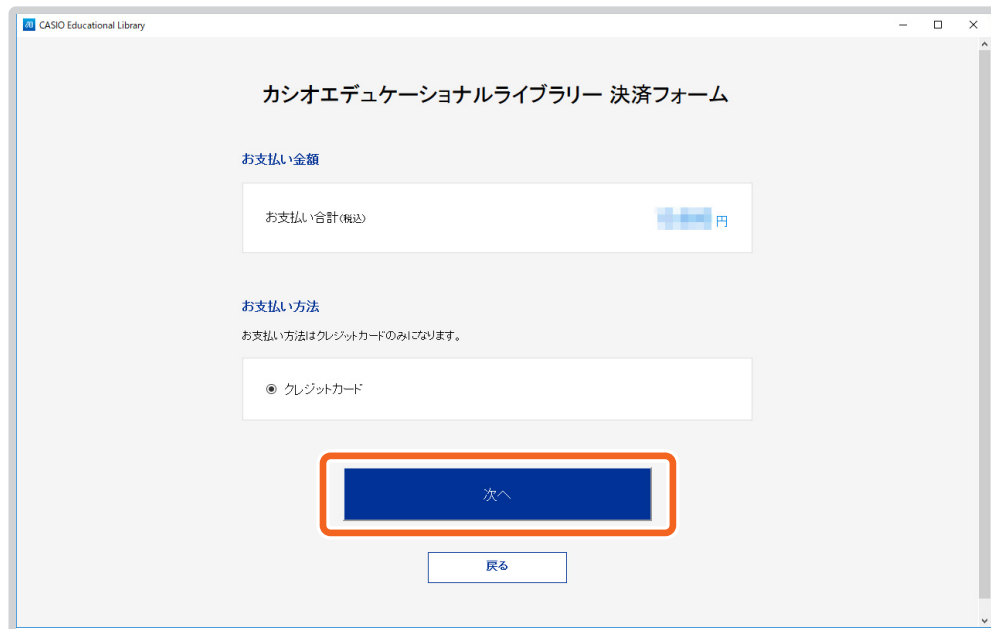 CASIO Educational Library
カシオエデュケーショナルライブラリー 決済フォーム
お支払い金額
お支払い合計(税込)
円
お支払い方法
お支払い方法はクレジットカードのみになります。
クレジットカード
次へ
戻る